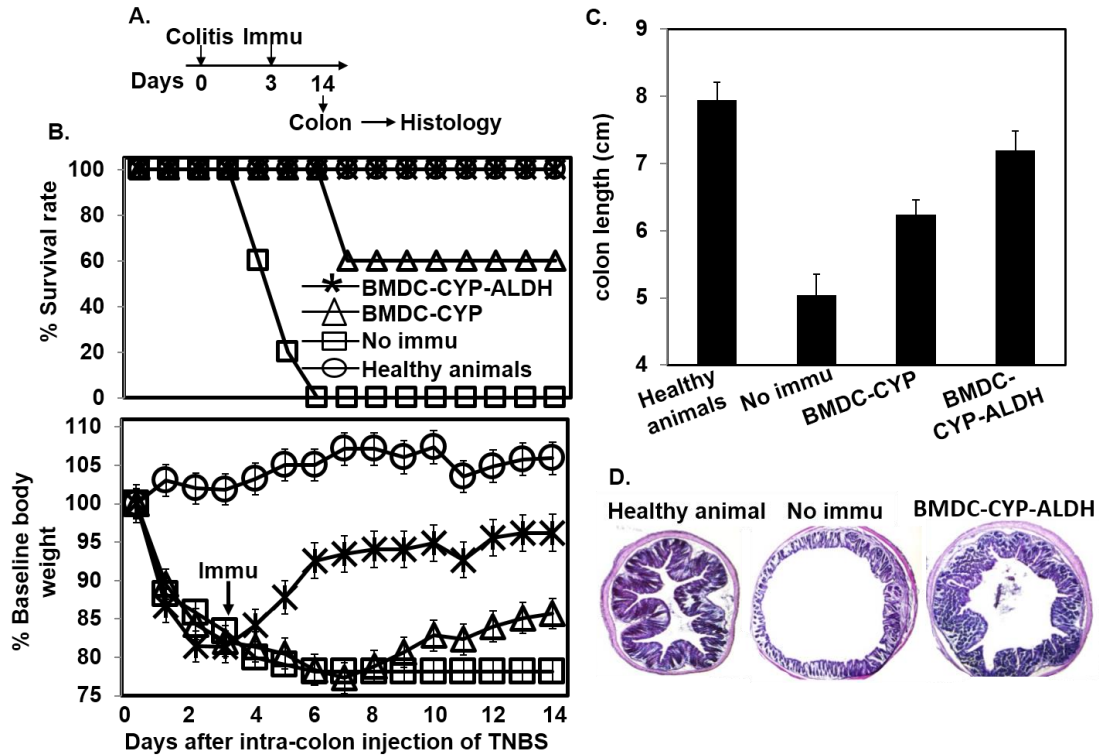 A.
Colitis Immu
Days 0 3 14
Colon Histology
B.
% Survival rate
100
80
60
40
20
0
BMDC-CYP-ALDH
BMDC-CYP
No immu
Healthy animals
% Baseline body
weight
110
105
100
95
90
85
80
75
Immu
0 2 4 6 8 10 12 14
Days after intra-colon injection of TNBS
C.
colon length (cm)
9
8
7
6
5
4
Healthy
animals
No immu
BMDC-CYP
BMDC-
CYP-ALDH
D.
Healthy animal No immu BMDC-CYP-ALDH